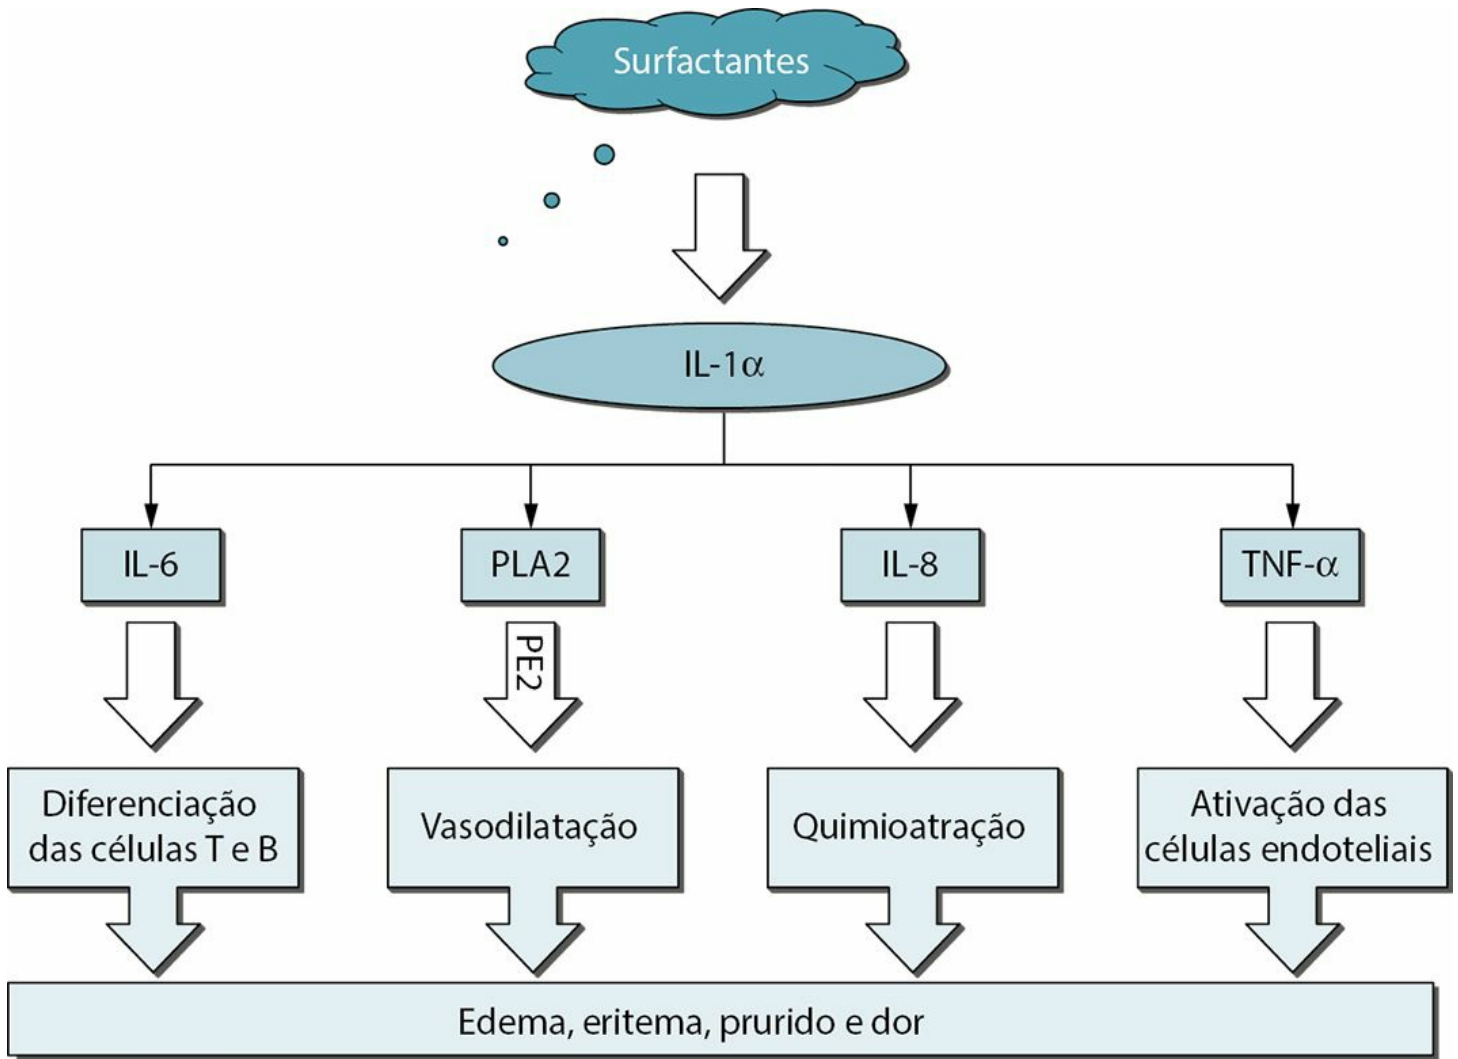 Surfactantes
IL-1α
IL-6
PLA2
IL-8
TNF-α
PE2
Diferenciação
das células T e B
Vasodilatação
Quimioatração
Ativação das
células endoteliais
Edema, eritema, prurido e dor